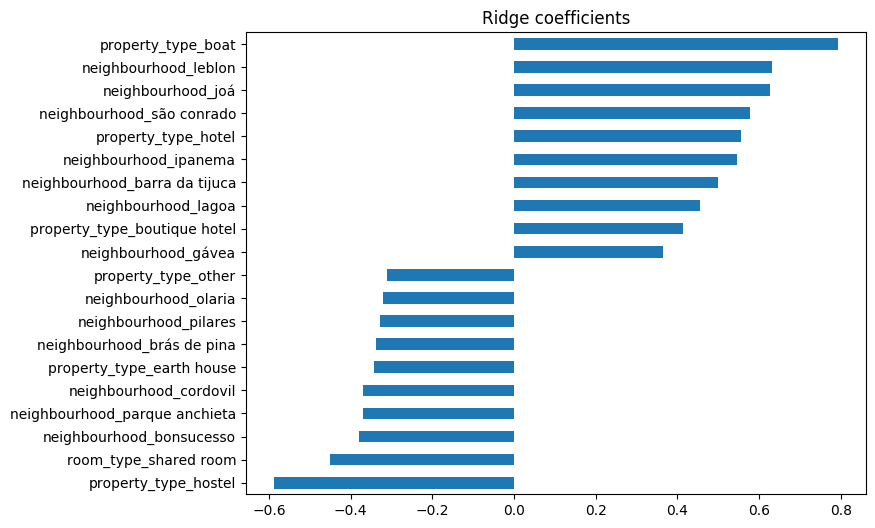 Ridge coefficients
property_type_boat
neighbourhood_leblon
neighbourhood_joá
neighbourhood_são conrado
property_type_hotel
neighbourhood_ipanema
neighbourhood_barra da tijuca
neighbourhood_lagoa
property_type_boutique hotel
neighbourhood_gávea
property_type_other
neighbourhood_olaria
neighbourhood_pilares
neighbourhood_brás de pina
property_type_earth house
neighbourhood_cordovil
neighbourhood_parque anchieta
neighbourhood_bonsucesso
room_type_shared room
property_type_hostel
−0.6 −0.4 −0.2 0.0 0.2 0.4 0.6 0.8